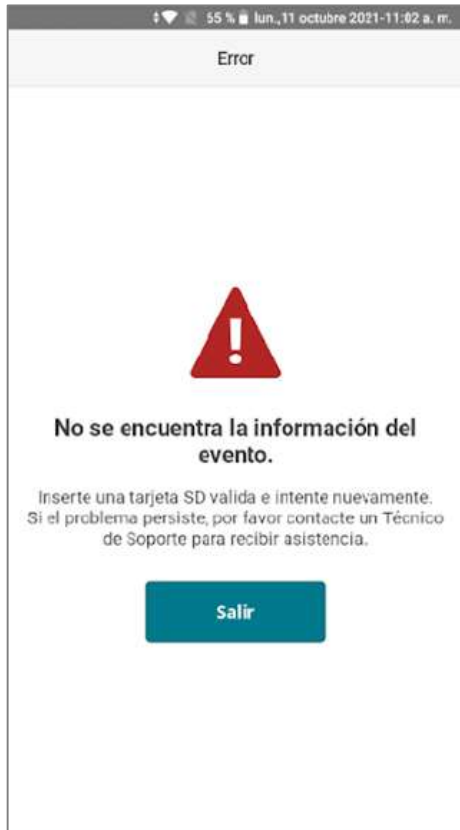 55 % lun.,11 octubre 2021-11:02 a. m.
Error
No se encuentra la información del
evento.
Inserte una tarjeta SD valida e intente nuevamente.
Si el problema persiste, por favor contacte un Técnico
de Soporte para recibir asistencia.
Salir